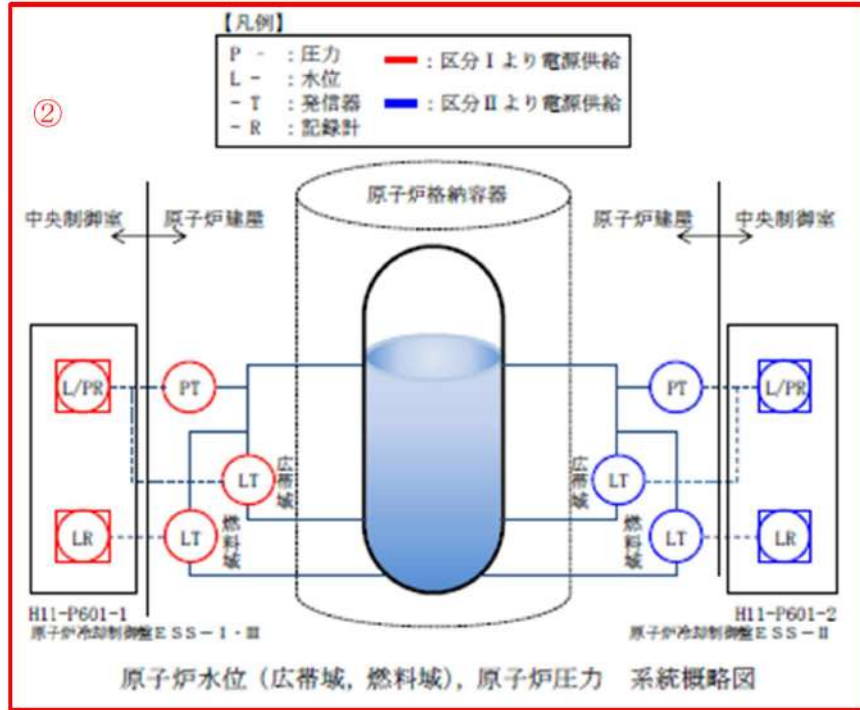 【凡例】
P - : 圧力
L - : 水位
- T : 発信器
- R : 記録計
: 区分Ⅰより電源供給
: 区分Ⅱより電源供給
②
原子炉格納容器
中央制御室
原子炉建屋
原子炉建屋
中央制御室
L/PR
PT
PT
L/PR
LT
広帯域
広帯域
LT
LR
LT
燃料域
燃料域
LT
LR
H11-P601-1
原子炉冷却制御盤ESS-Ⅰ・Ⅲ
H11-P601-2
原子炉冷却制御盤ESS-Ⅱ
原子炉水位(広帯域,燃料域),原子炉圧力 系統概略図